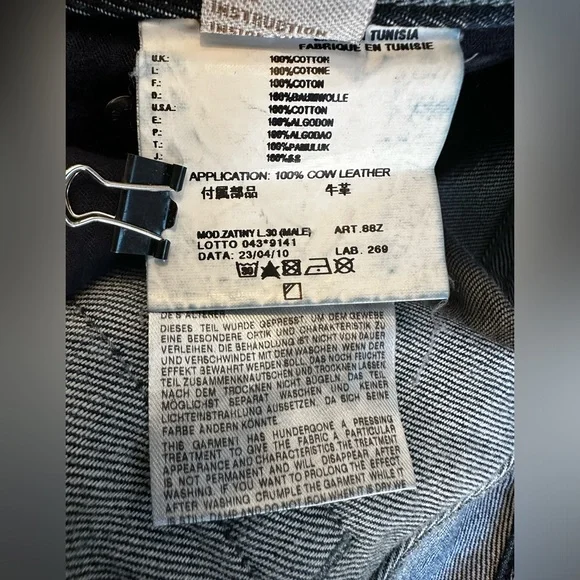 INSTRUCTION
IN TUNISIA
FABRIQUE EN TUNISIE
U.K.: 100%COTTON
I.: 100%COTONE
F.: 100%COTON
D.: 100%BAUMWOLLE
U.S.A.: 100%COTTON
E.: 100%ALGODON
P.: 100%ALGODAO
T.: 100%PAMULUK
J.:
APPLICATION: 100% COW LEATHER
付属部品 牛革
MOD.ZATINY L.30 (MALE) ART.88Z
LOTTO 043*9141
DATA: 23/04/10 LAB. 269
30
DIESES TEIL WURDE GEPRESST, UM DEM GEWEBE
EINE BESONDERE OPTIK UND CHARAKTERISTIK ZU
VERLEIHEN. DIE BEHANDLUNG IST NICHT VON DAUER
UND VERSCHWINDET MIT DEM WASCHEN. WENN DER
EFFEKT BEWAHRT WERDEN SOLL, DAS NOCH FEUCHTE
TEIL ZUSAMMENKNAUTSCHEN UND TROCKNEN LASSEN.
NACH DEM TROCKNEN NICHT BÜGELN. DAS TEIL
MÖGLICHST SEPARAT WASCHEN UND KEINER
LICHTEINSTRAHLUNG AUSSETZEN, DA SICH SEINE
FARBE ÄNDERN KÖNNTE.
THIS GARMENT HAS HUNDERGONE A PRESSING
TREATMENT TO GIVE THE FABRIC A PARTICULAR
APPEARANCE AND CHARACTERISTICS THE TREATMENT
IS NOT PERMANENT AND WILL DISAPPEAR AFTER
WASHING. IF YOU WANT TO PROLONG THE EFFECT
AFTER WASHING CRUMPLE THE GARMENT WHEN IT IS